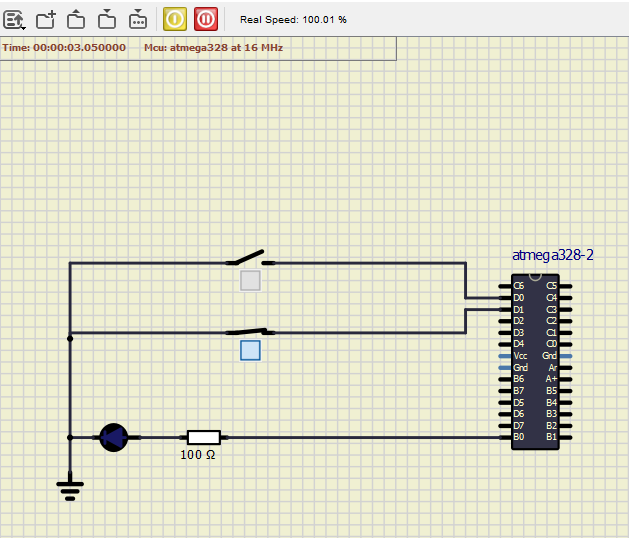 Real Speed: 100.01 %
Time: 00:00:03.050000 Mcu: atmega328 at 16 MHz
atmega328-2
C6 C5
D0 C4
D1 C3
D2 C2
D3 C1
D4 C0
Vcc Gnd
Gnd Ar
B6 A+
B7 B5
D5 B4
D6 B3
D7 B2
B0 B1
100 Ω